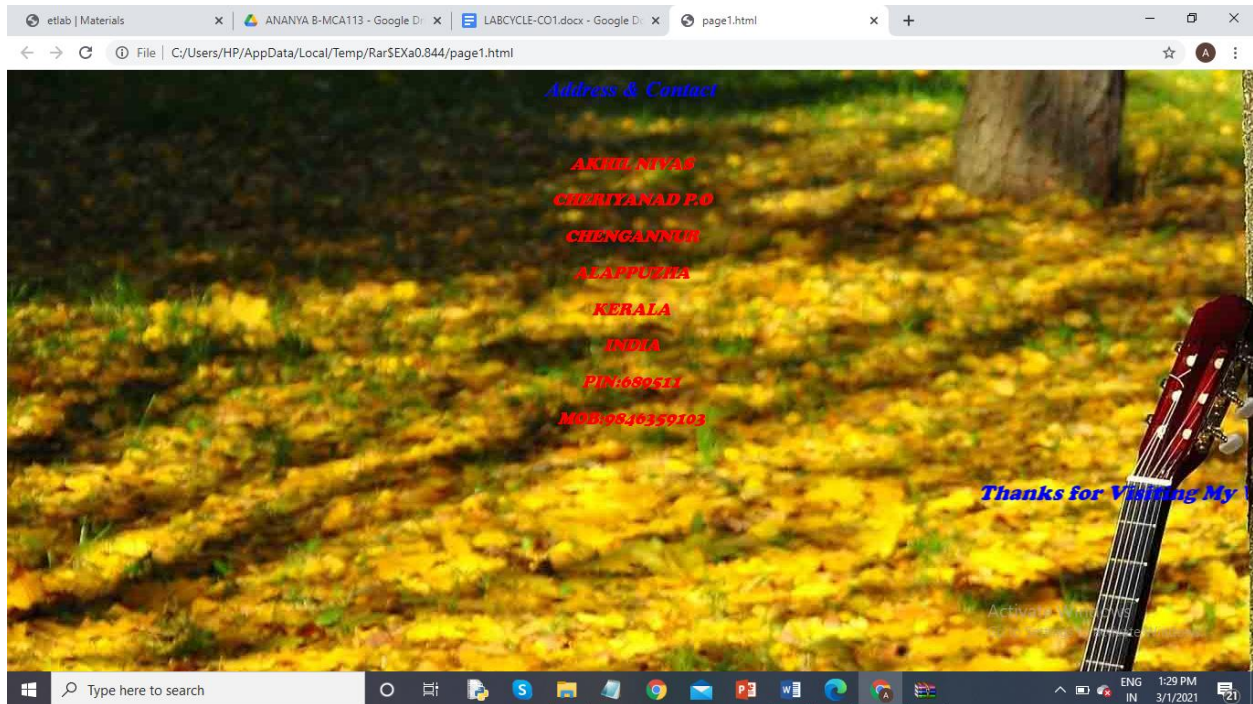 etlab | Materials
ANANYA B-MCA113 - Google Dr
LABCYCLE-CO1.docx - Google Do
page1.html
File | C:/Users/HP/AppData/Local/Temp/Rar$EXa0.844/page1.html
A
Address & Contact
AKHIL NIVAS
CHERIYANAD P.O
CHENGANNUR
ALAPPUZHA
KERALA
INDIA
PIN:689511
MOB:9846359103
Thanks for Visiting My
Activate Windows
Type here to search
ENG
IN
1:29 PM
3/1/2021
21